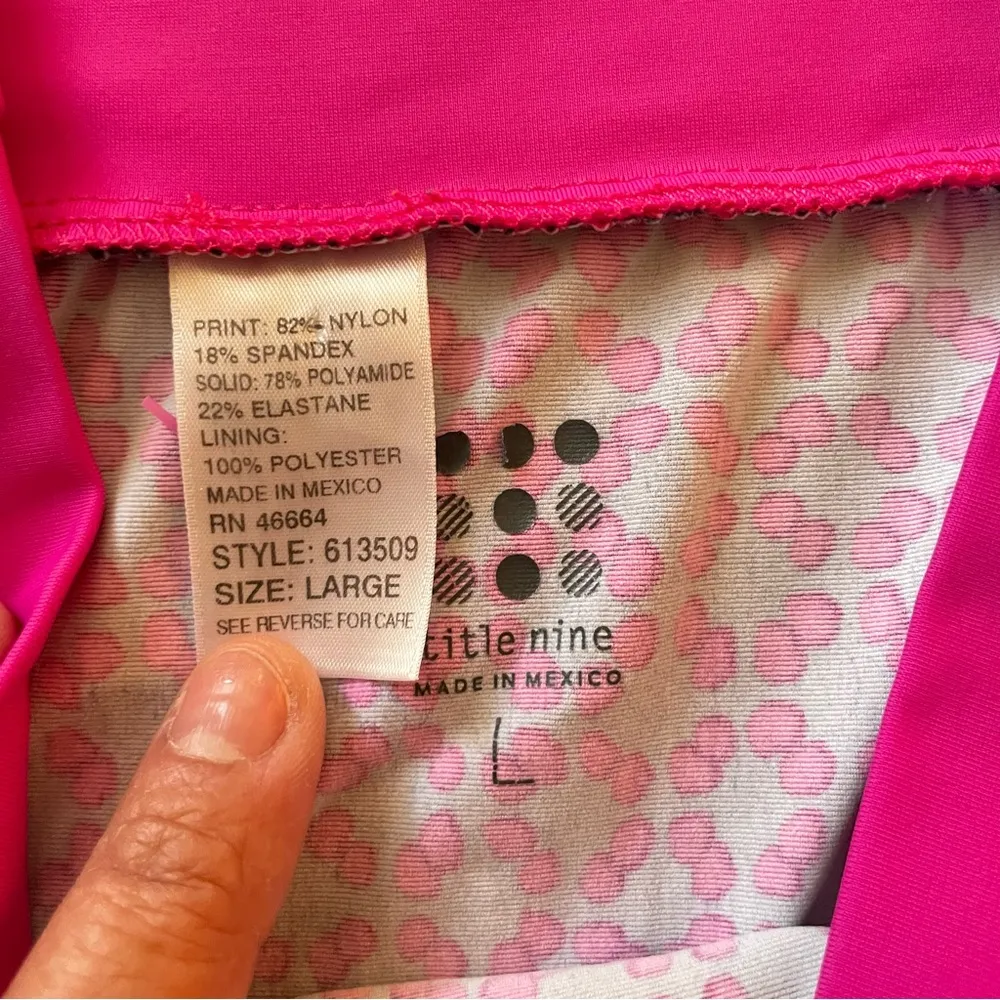 PRINT: 82% NYLON
18% SPANDEX
SOLID: 78% POLYAMIDE
22% ELASTANE
LINING:
100% POLYESTER
MADE IN MEXICO
RN 46664
STYLE: 613509
SIZE: LARGE
SEE REVERSE FOR CARE
title nine
MADE IN MEXICO
L